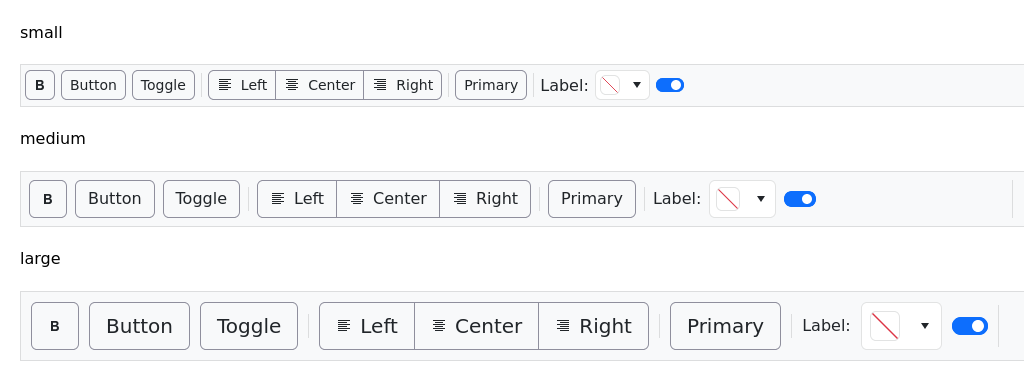 small
B Button Toggle Left Center Right Primary Label:
medium
B Button Toggle Left Center Right Primary Label:
large
B Button Toggle Left Center Right Primary Label: